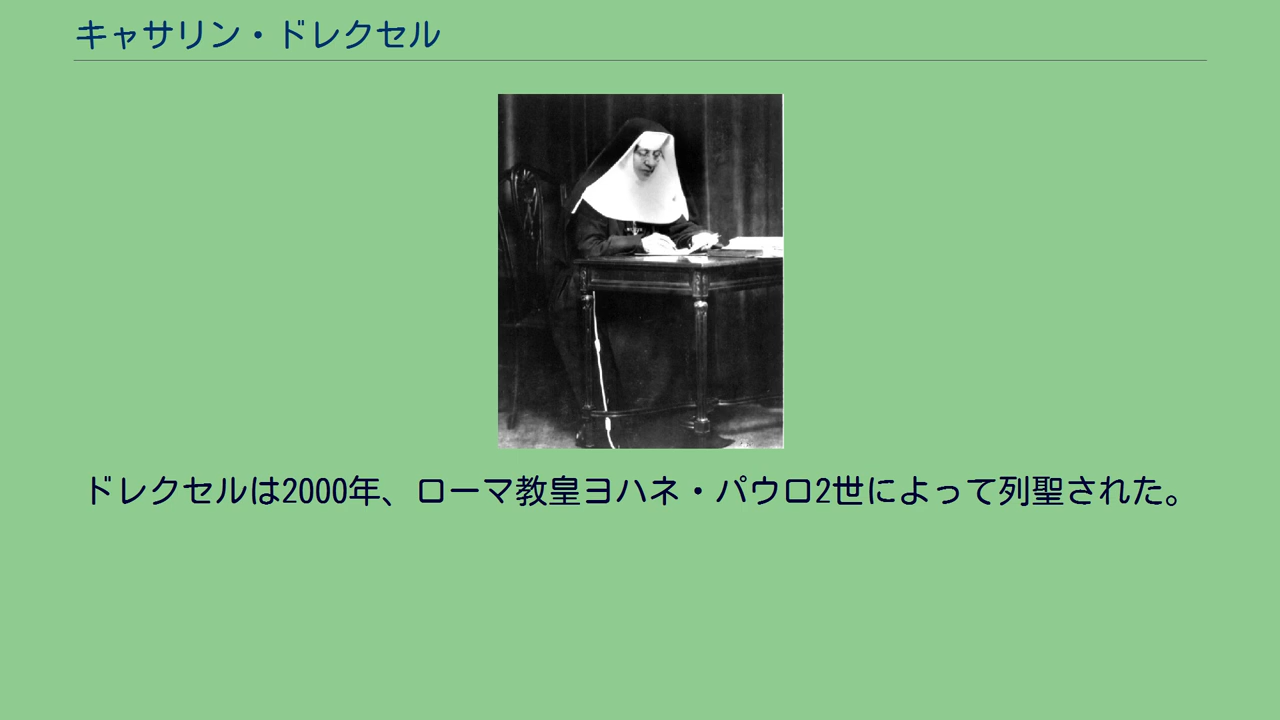 キャサリン・ドレクセル
ドレクセルは2000年、ローマ教皇ヨハネ・パウロ2世によって列聖された。